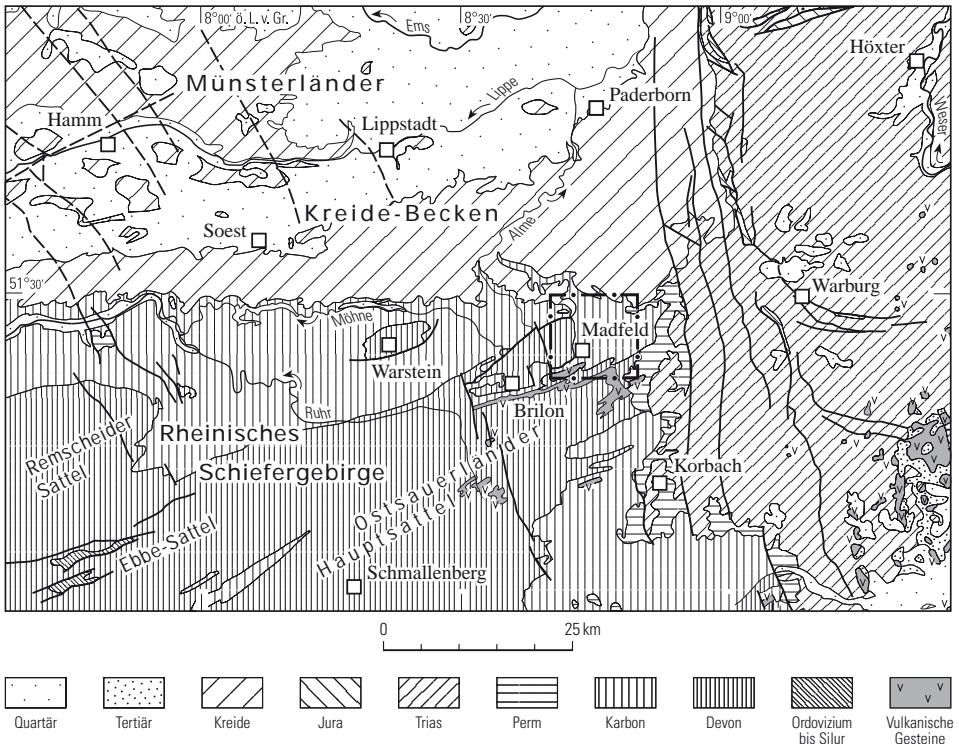 8°00' ö. L. v. Gr.
8°30'
9°00'
Ems
Höxter
Münsterländer
Lippe
Paderborn
Weser
Hamm
Lippstadt
Kreide-Becken
Alme
Soest
51°30'
Warburg
Möhne
Madfeld
Warstein
Brilon
Ruhr
Remscheider
Sattel
Rheinisches
Schiefergebirge
Korbach
Ostsauerländer
Hauptsattel
Ebbe-Sattel
Schmallenberg
0 25 km
Quartär Tertiär Kreide Jura Trias Perm Karbon Devon Ordovizium bis Silur Vulkanische Gesteine